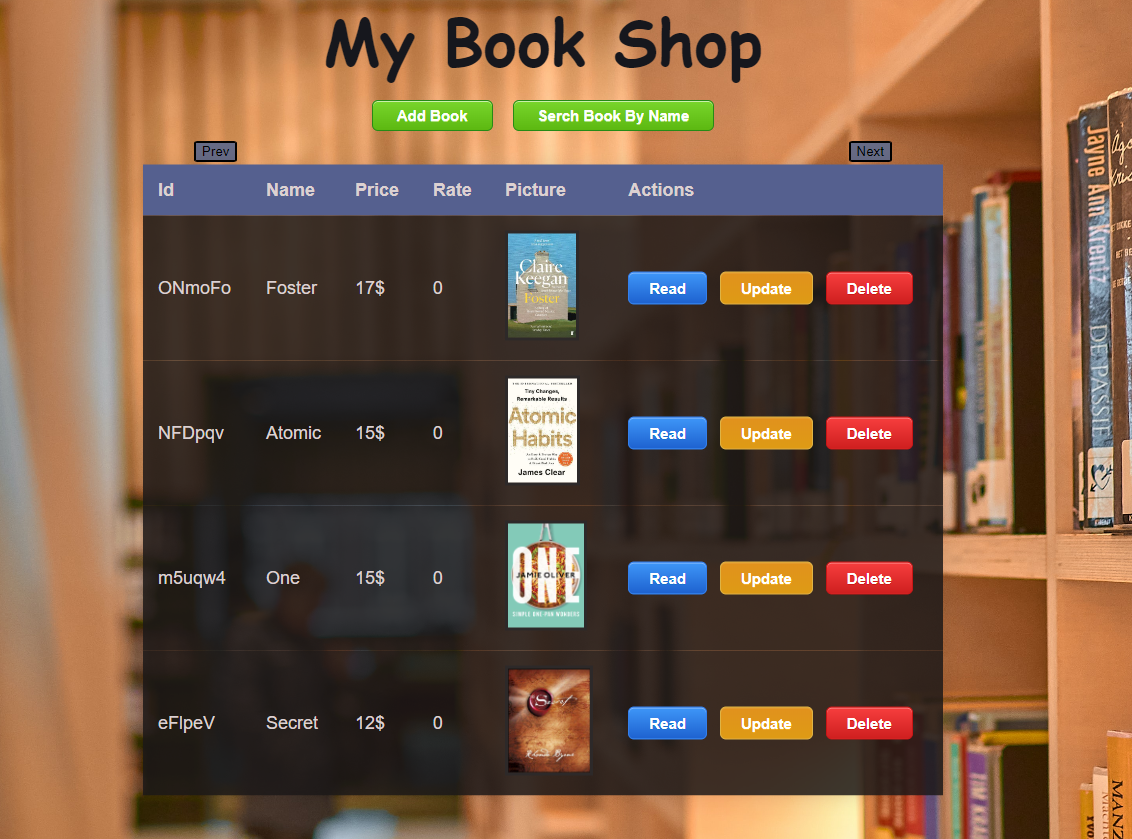 My Book Shop
Add Book Serch Book By Name
Prev Next
Id Name Price Rate Picture Actions
ONmoFo Foster 17$ 0 Read Update Delete
Claire
Keegan
Foster
NFDpqv Atomic 15$ 0 Read Update Delete
Tiny Changes,
Remarkable Results
Atomic
Habits
James Clear
m5uqw4 One 15$ 0 Read Update Delete
ONE
JAMIE OLIVER
SIMPLE ONE-PAN WONDERS
eFlpeV Secret 12$ 0 Read Update Delete
Secret
Rhonda Byrne
Jayne Ann Krentz
DE PASSIE
TIM KE
MANZ